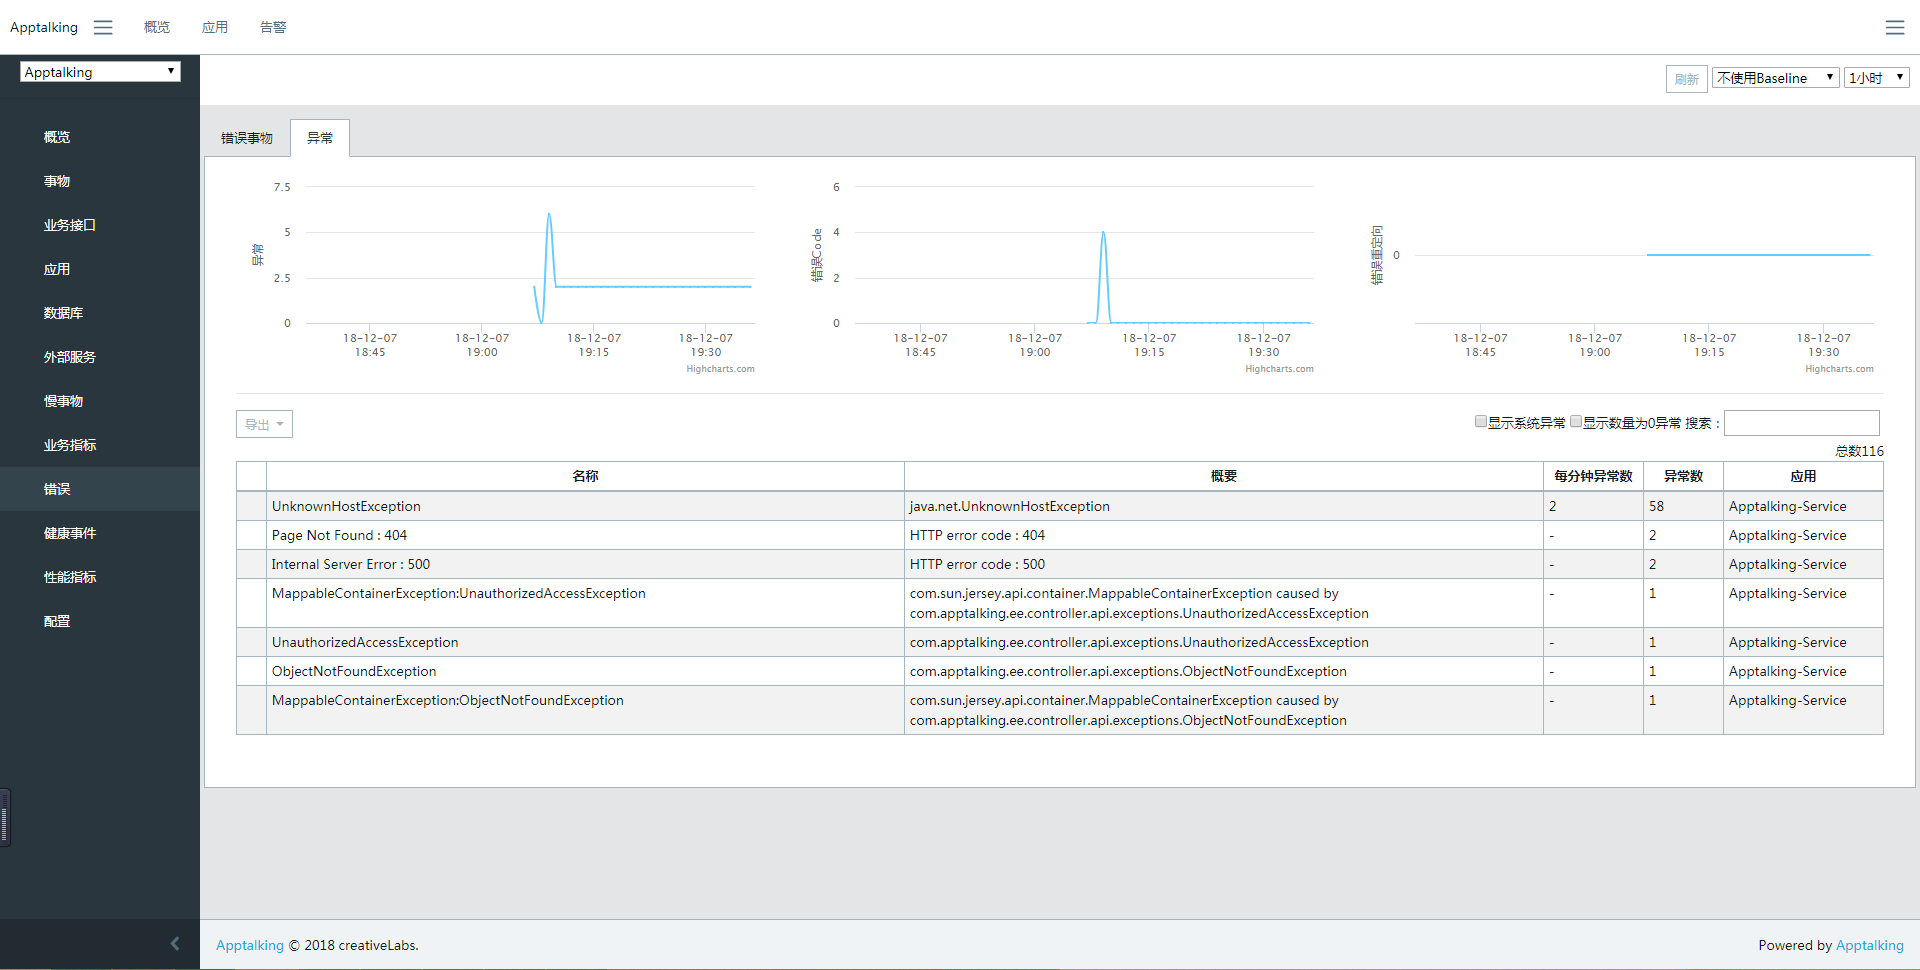 Apptalking 概览 应用 告警
Apptalking
刷新 不使用Baseline 1小时
概览
事物
业务接口
应用
数据库
外部服务
慢事物
业务指标
错误
健康事件
性能指标
配置
错误事物 异常
异常
7.5
5
2.5
0
18-12-07 18-12-07 18-12-07 18-12-07
18:45 19:00 19:15 19:30
Highcharts.com
错误Code
6
4
2
0
18-12-07 18-12-07 18-12-07 18-12-07
18:45 19:00 19:15 19:30
Highcharts.com
错误重定向
0
18-12-07 18-12-07 18-12-07 18-12-07
18:45 19:00 19:15 19:30
Highcharts.com
导出 显示系统异常 显示数量为0异常 搜索：
总数116
名称 概要 每分钟异常数 异常数 应用
UnknownHostException java.net.UnknownHostException 2 58 Apptalking-Service
Page Not Found : 404 HTTP error code : 404 - 2 Apptalking-Service
Internal Server Error : 500 HTTP error code : 500 - 2 Apptalking-Service
MappableContainerException:UnauthorizedAccessException com.sun.jersey.api.container.MappableContainerException caused by - 1 Apptalking-Service
com.apptalking.ee.controller.api.exceptions.UnauthorizedAccessException
UnauthorizedAccessException com.apptalking.ee.controller.api.exceptions.UnauthorizedAccessException - 1 Apptalking-Service
ObjectNotFoundException com.apptalking.ee.controller.api.exceptions.ObjectNotFoundException - 1 Apptalking-Service
MappableContainerException:ObjectNotFoundException com.sun.jersey.api.container.MappableContainerException caused by - 1 Apptalking-Service
com.apptalking.ee.controller.api.exceptions.ObjectNotFoundException
Apptalking © 2018 creativeLabs. Powered by Apptalking